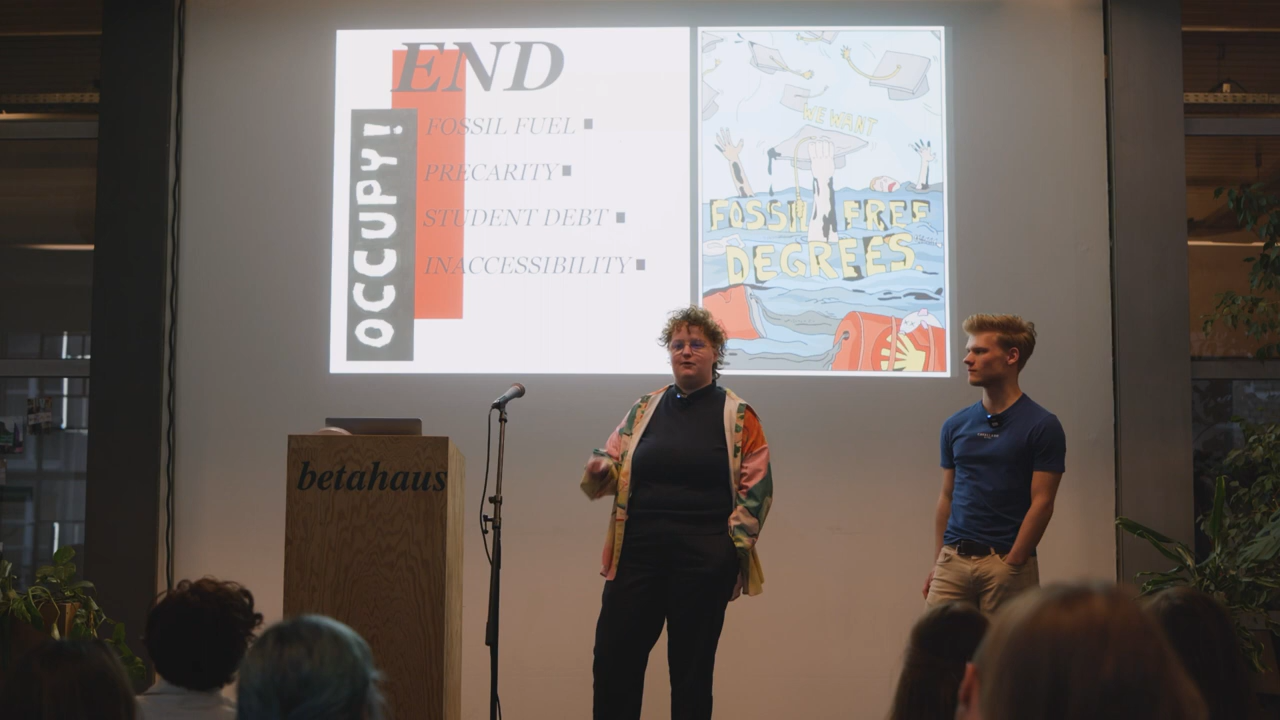 END
OCCUPY!
FOSSIL FUEL
PRECARITY
STUDENT DEBT
INACCESSIBILITY
WE WANT
FOSSIL FREE
DEGREES.
betahaus